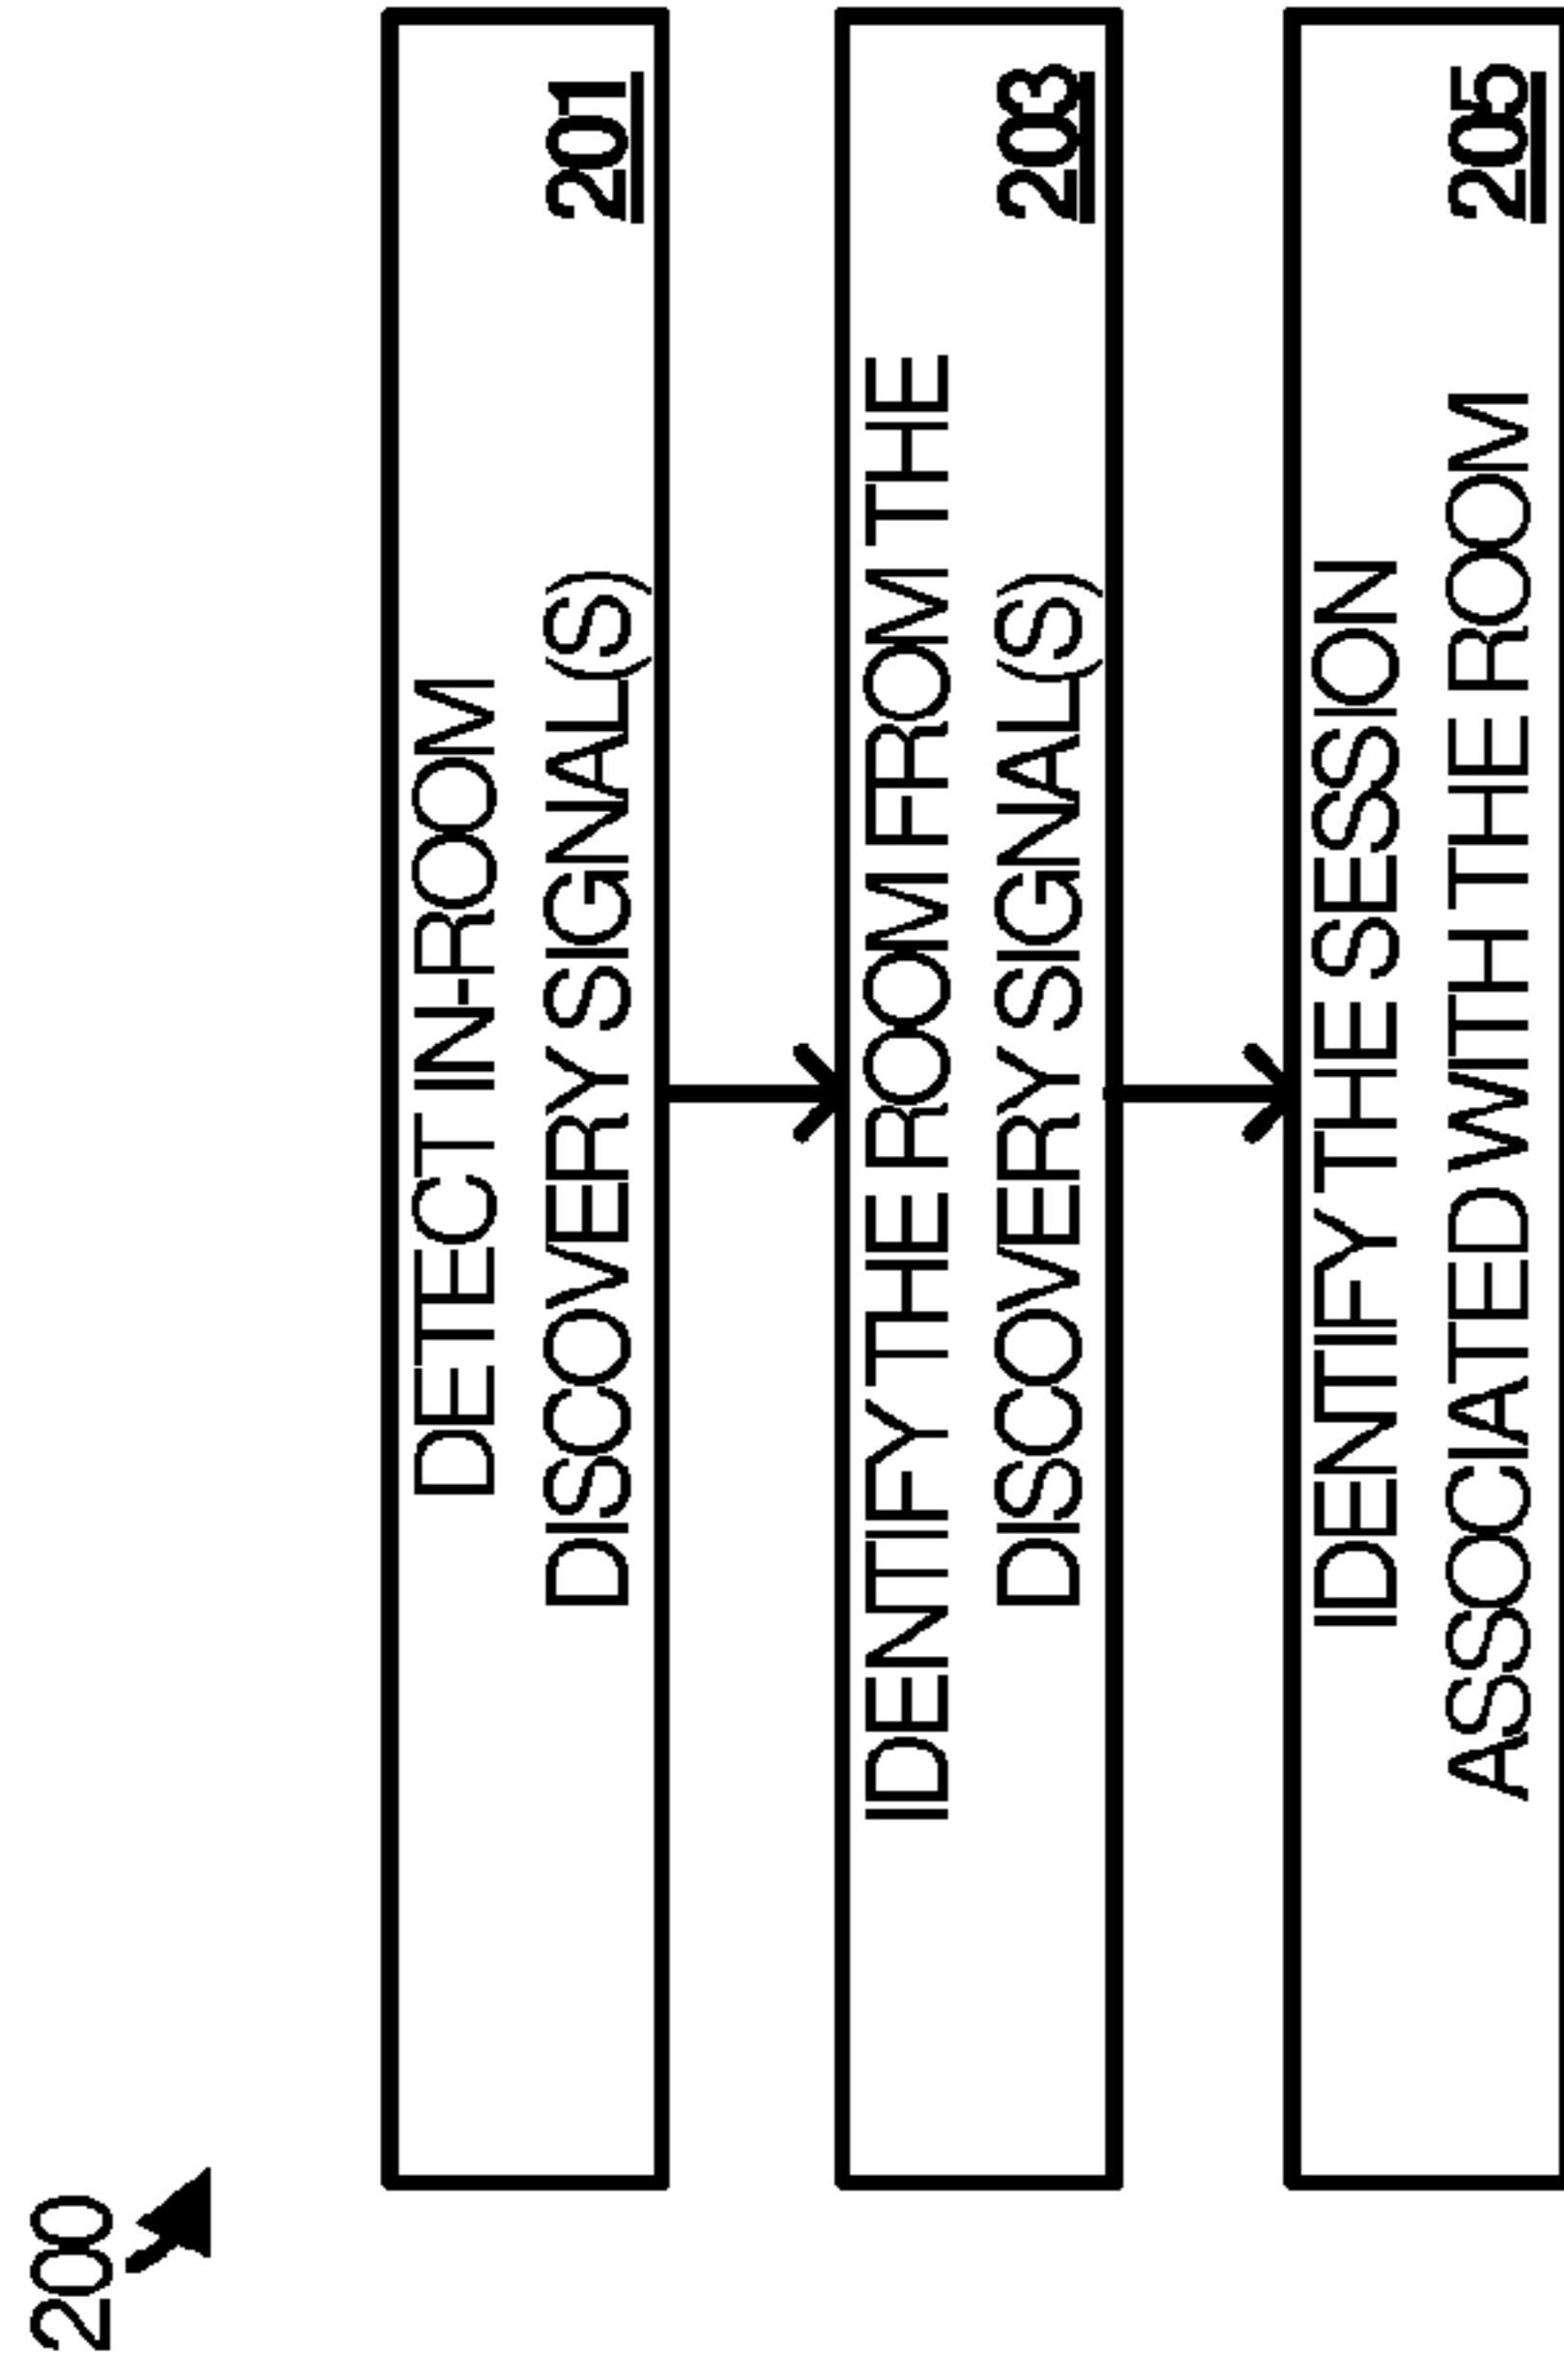 200
DETECT IN-ROOM
DISCOVERY SIGNAL(S)
201
IDENTIFY THE ROOM FROM THE
DISCOVERY SIGNAL(S)
203
IDENTIFY THE SESSION
ASSOCIATED WITH THE ROOM
205